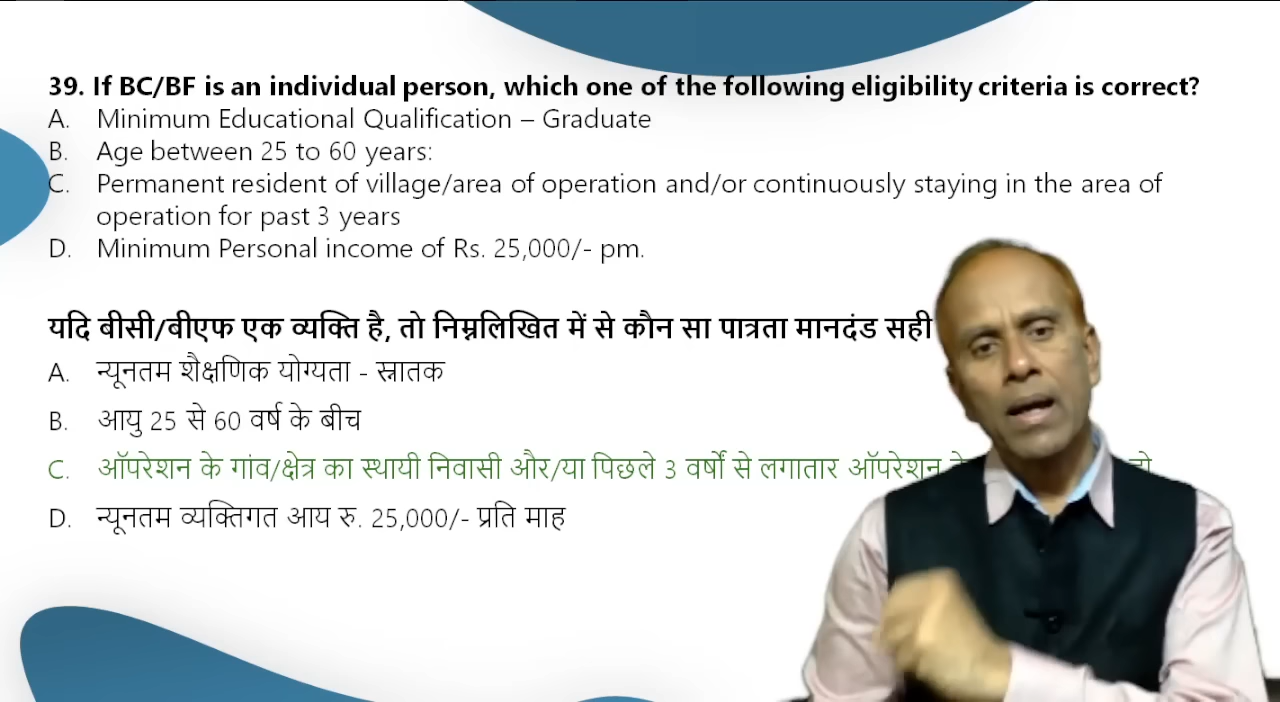 39. If BC/BF is an individual person, which one of the following eligibility criteria is correct?
A. Minimum Educational Qualification – Graduate
B. Age between 25 to 60 years:
C. Permanent resident of village/area of operation and/or continuously staying in the area of
operation for past 3 years
D. Minimum Personal income of Rs. 25,000/- pm.
यदि बीसी/बीएफ एक व्यक्ति है, तो निम्नलिखित में से कौन सा पात्रता मानदंड सही
A. न्यूनतम शैक्षणिक योग्यता - स्नातक
B. आयु 25 से 60 वर्ष के बीच
C. ऑपरेशन के गांव/क्षेत्र का स्थायी निवासी और/या पिछले 3 वर्षों से लगातार ऑपरेशन
D. न्यूनतम व्यक्तिगत आय रु. 25,000/- प्रति माह